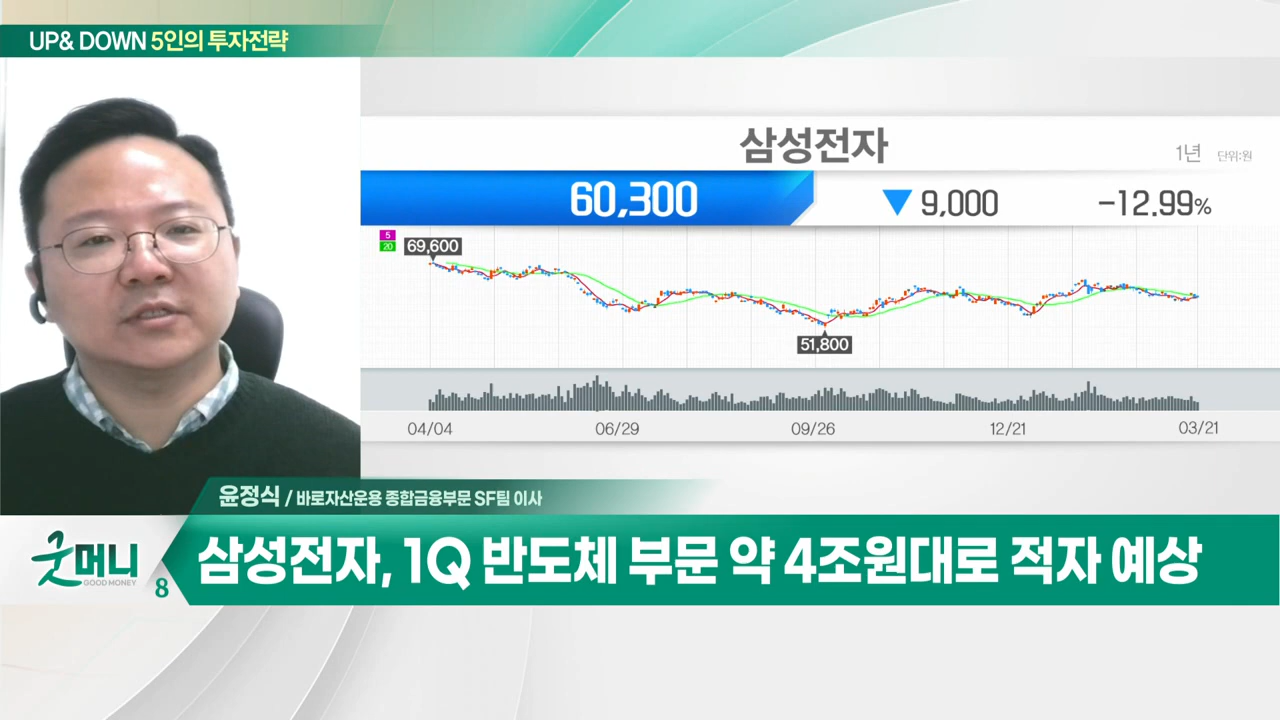 UP& DOWN 5인의 투자전략
삼성전자
1년 단위:원
60,300 ▼ 9,000 -12.99%
5
20
69,600
51,800
04/04 06/29 09/26 12/21 03/21
윤정식 / 바로자산운용 종합금융부문 SF팀 이사
굿머니
GOOD MONEY
8
삼성전자, 1Q 반도체 부문 약 4조원대로 적자 예상